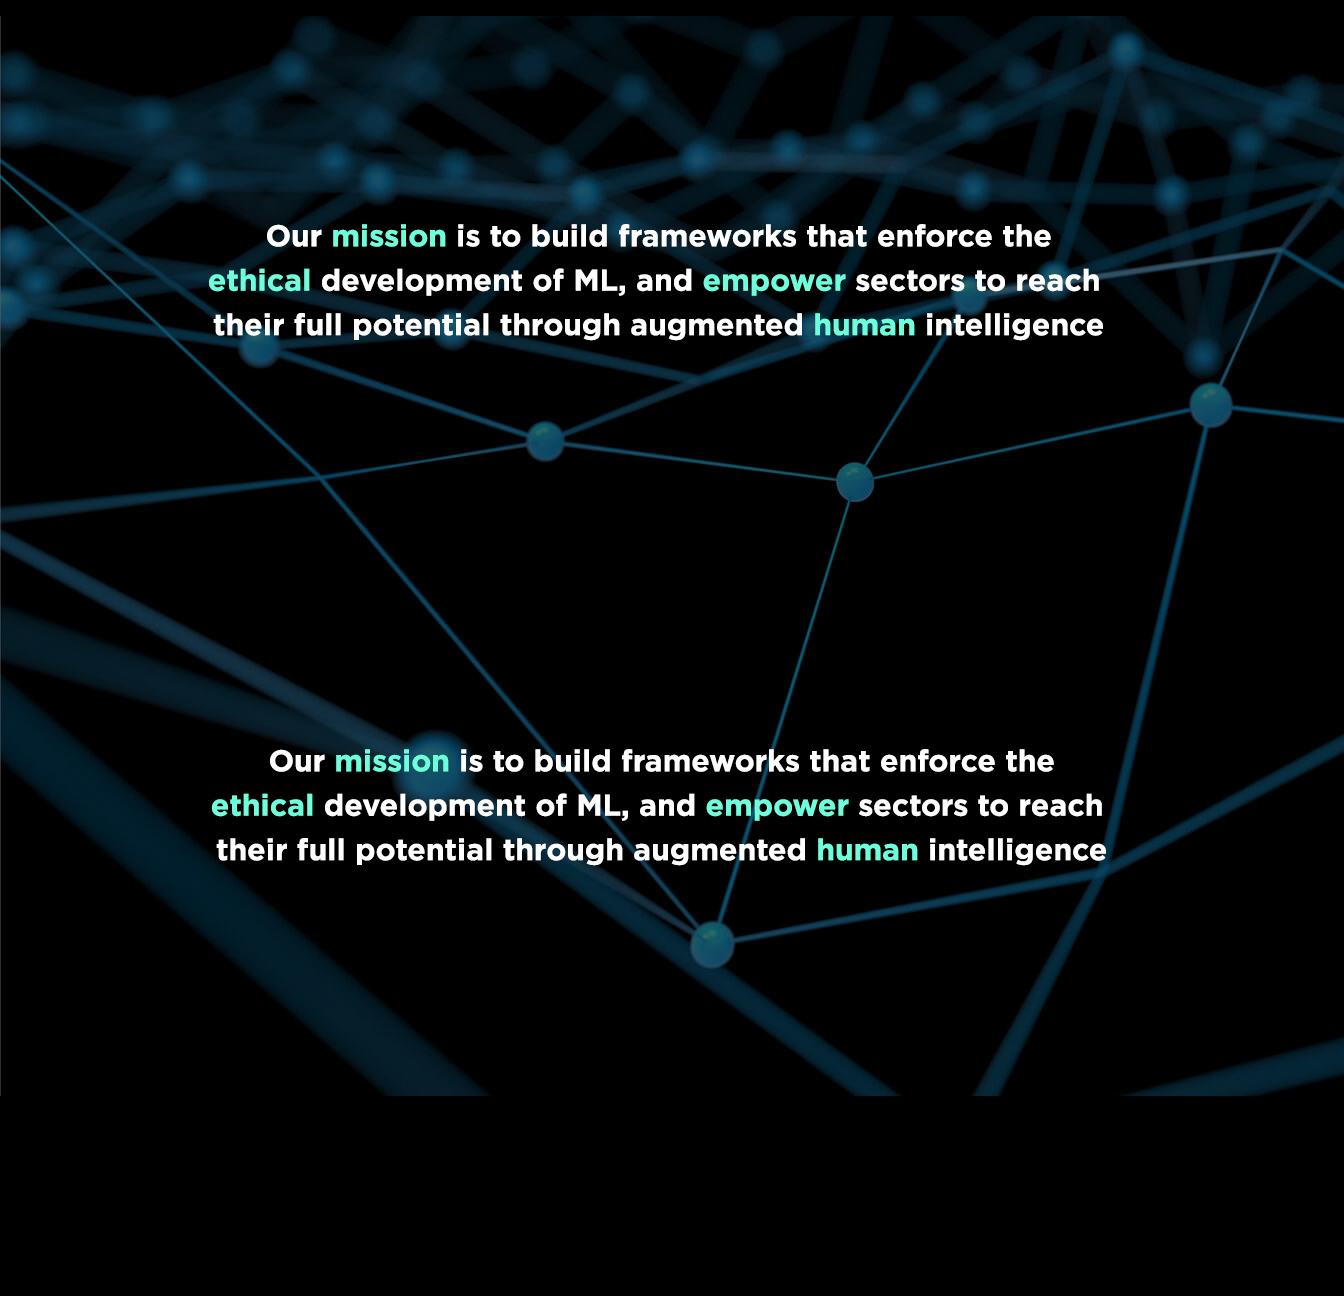 Our mission is to build frameworks that enforce the
ethical development of ML, and empower sectors to reach
their full potential through augmented human intelligence
Our mission is to build frameworks that enforce the
ethical development of ML, and empower sectors to reach
their full potential through augmented human intelligence